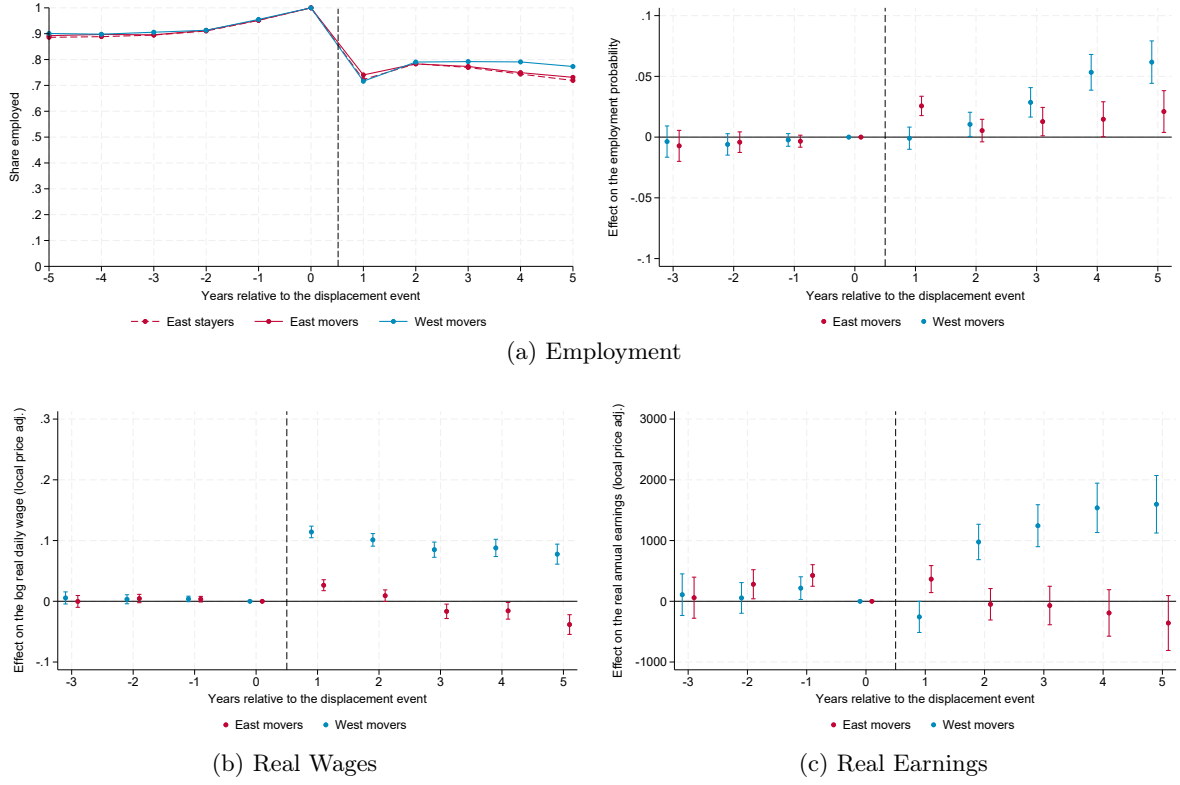 Share employed
1
.9
.8
.7
.6
.5
.4
.3
.2
.1
0
-5 -4 -3 -2 -1 0 1 2 3 4 5
Years relative to the displacement event
East stayers East movers West movers
Effect on the employment probability
.1
.05
0
-.05
-.1
-3 -2 -1 0 1 2 3 4 5
Years relative to the displacement event
East movers West movers
(a) Employment
Effect on the log real daily wage (local price adj.)
.3
.2
.1
0
-.1
-3 -2 -1 0 1 2 3 4 5
Years relative to the displacement event
East movers West movers
(b) Real Wages
Effect on the real annual earnings (local price adj.)
3000
2000
1000
0
-1000
-3 -2 -1 0 1 2 3 4 5
Years relative to the displacement event
East movers West movers
(c) Real Earnings